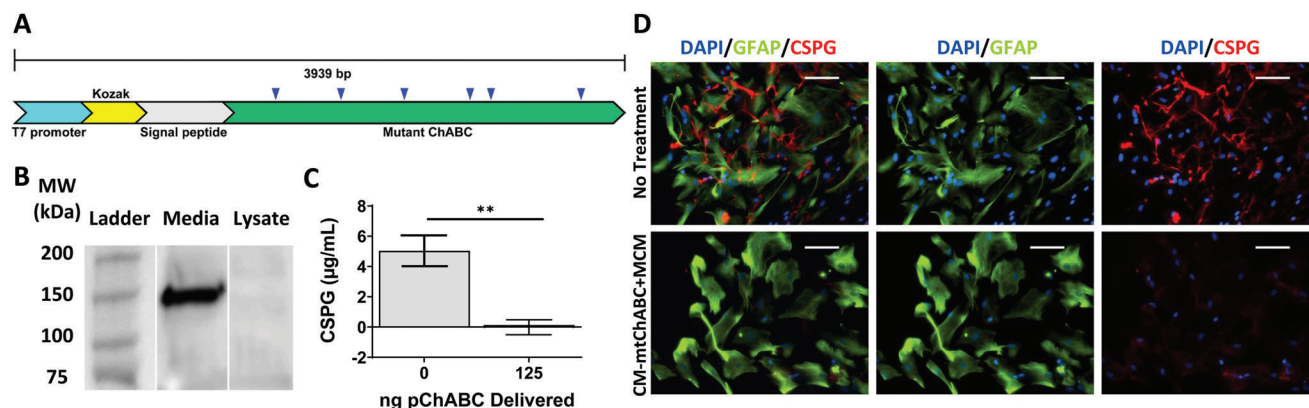 A
3939 bp
Kozak
T7 promoter
Signal peptide
Mutant ChABC
B
MW
(kDa)
Ladder
Media
Lysate
200
150
100
75
C
CSPG (µg/mL)
8
6
4
2
0
-2
**
0
125
ng pChABC Delivered
D
DAPI/GFAP/CSPG
DAPI/GFAP
DAPI/CSPG
No Treatment
CM-mtChABC+MCM